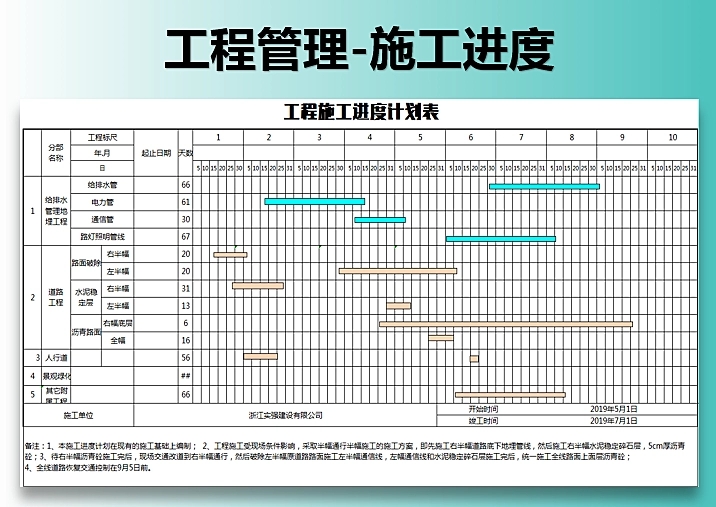 工程管理-施工进度
工程施工进度计划表
分部名称 工程标尺 起止日期 天数 1 2 3 4 5 6 7 8 9 10
年.月
日 5 10 15 20 25 31 5 10 15 20 25 30 5 10 15 20 25 31 5 10 15 20 25 31 5 10 15 20 25 31 5 10 15 20 25 31 5 10 15 20 25 31 5 10 15 20 25 31
1 给排水管理地埋工程 给排水管 66
电力管 61
通信管 30
路灯照明管线 67
2 道路工程 路面破除 右半幅 20
左半幅 20
水泥稳定层 右半幅 31
左半幅 13
沥青路面 右幅底层 6
全幅 16
3 人行道 56
4 景观绿化 ##
5 其它附属工程 66
施工单位 浙江实强建设有限公司 开始时间 2019年5月1日
竣工时间 2019年7月1日
备注：1、本施工进度计划在现有的施工基础上编制； 2、工程施工受现场条件影响，采取半幅通行半幅施工的施工方案，即先施工右半幅道路底下地埋管线，然后施工右半幅水泥稳定碎石层，5cm厚沥青
砼；3、待右半幅沥青砼施工完后，现场交通改道到右半幅通行，然后破除左半幅原道路路面施工左半幅通信线，左幅通信线和水泥稳定碎石层施工完后，统一施工全线路面上面层沥青砼；
4、全线道路恢复交通控制在9月5日前。